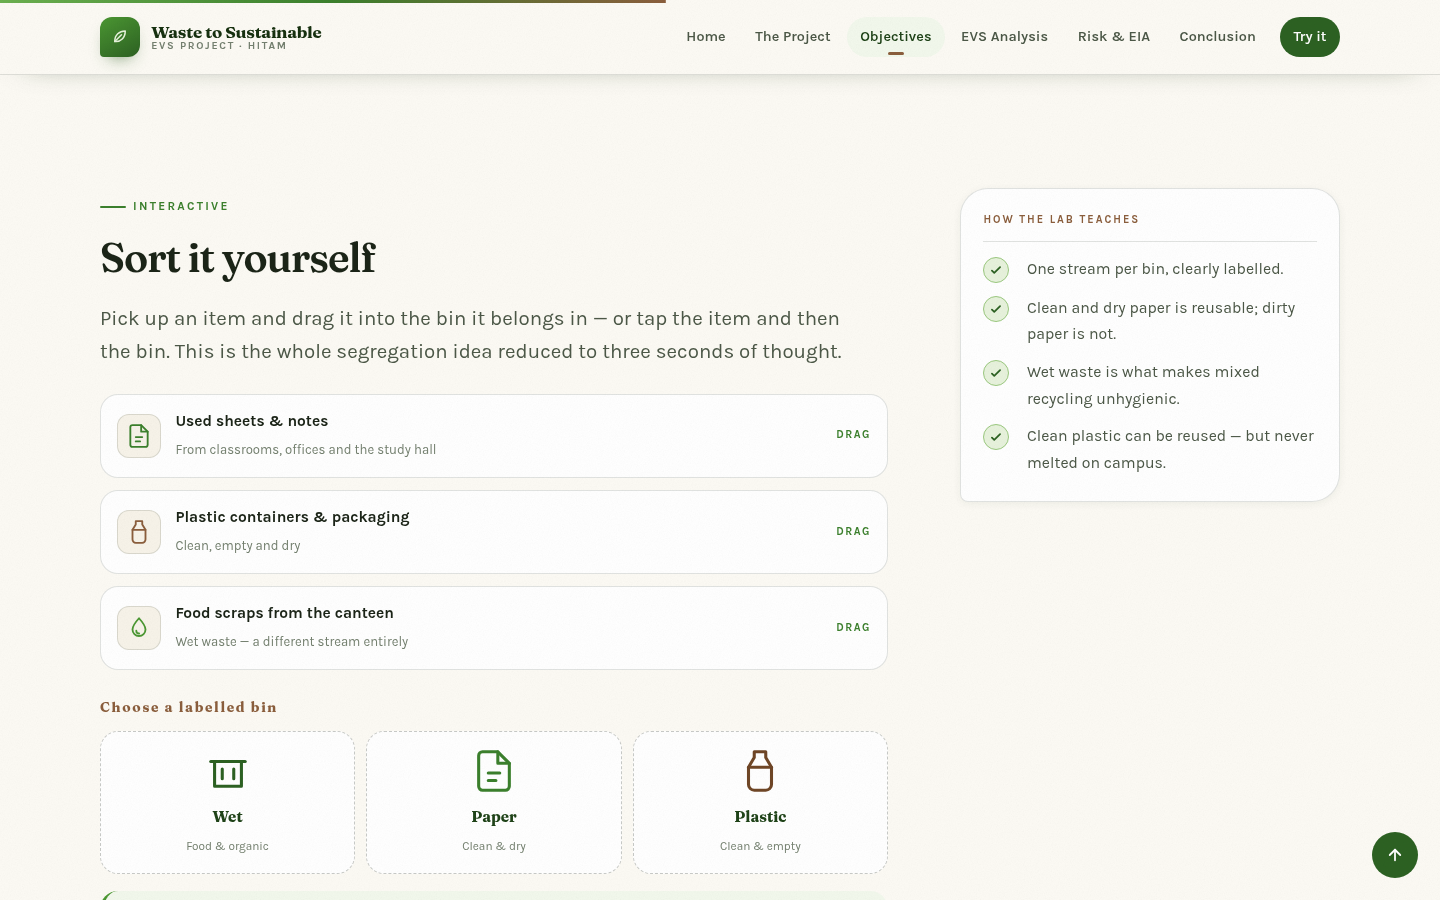 Waste to Sustainable
EVS PROJECT · HITAM
Home
The Project
Objectives
EVS Analysis
Risk & EIA
Conclusion
Try it
INTERACTIVE
Sort it yourself
Pick up an item and drag it into the bin it belongs in — or tap the item and then
the bin. This is the whole segregation idea reduced to three seconds of thought.
Used sheets & notes
From classrooms, offices and the study hall
DRAG
Plastic containers & packaging
Clean, empty and dry
DRAG
Food scraps from the canteen
Wet waste — a different stream entirely
DRAG
Choose a labelled bin
Wet
Food & organic
Paper
Clean & dry
Plastic
Clean & empty
HOW THE LAB TEACHES
One stream per bin, clearly labelled.
Clean and dry paper is reusable; dirty
paper is not.
Wet waste is what makes mixed
recycling unhygienic.
Clean plastic can be reused — but never
melted on campus.